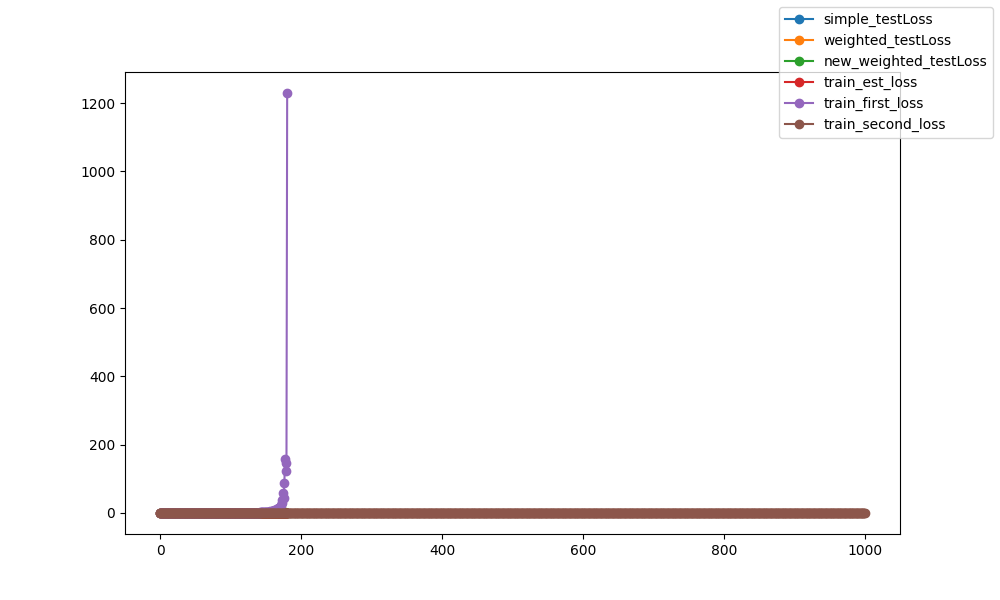 simple_testLoss
weighted_testLoss
new_weighted_testLoss
train_est_loss
train_first_loss
train_second_loss
1200
1000
800
600
400
200
0
0 200 400 600 800 1000